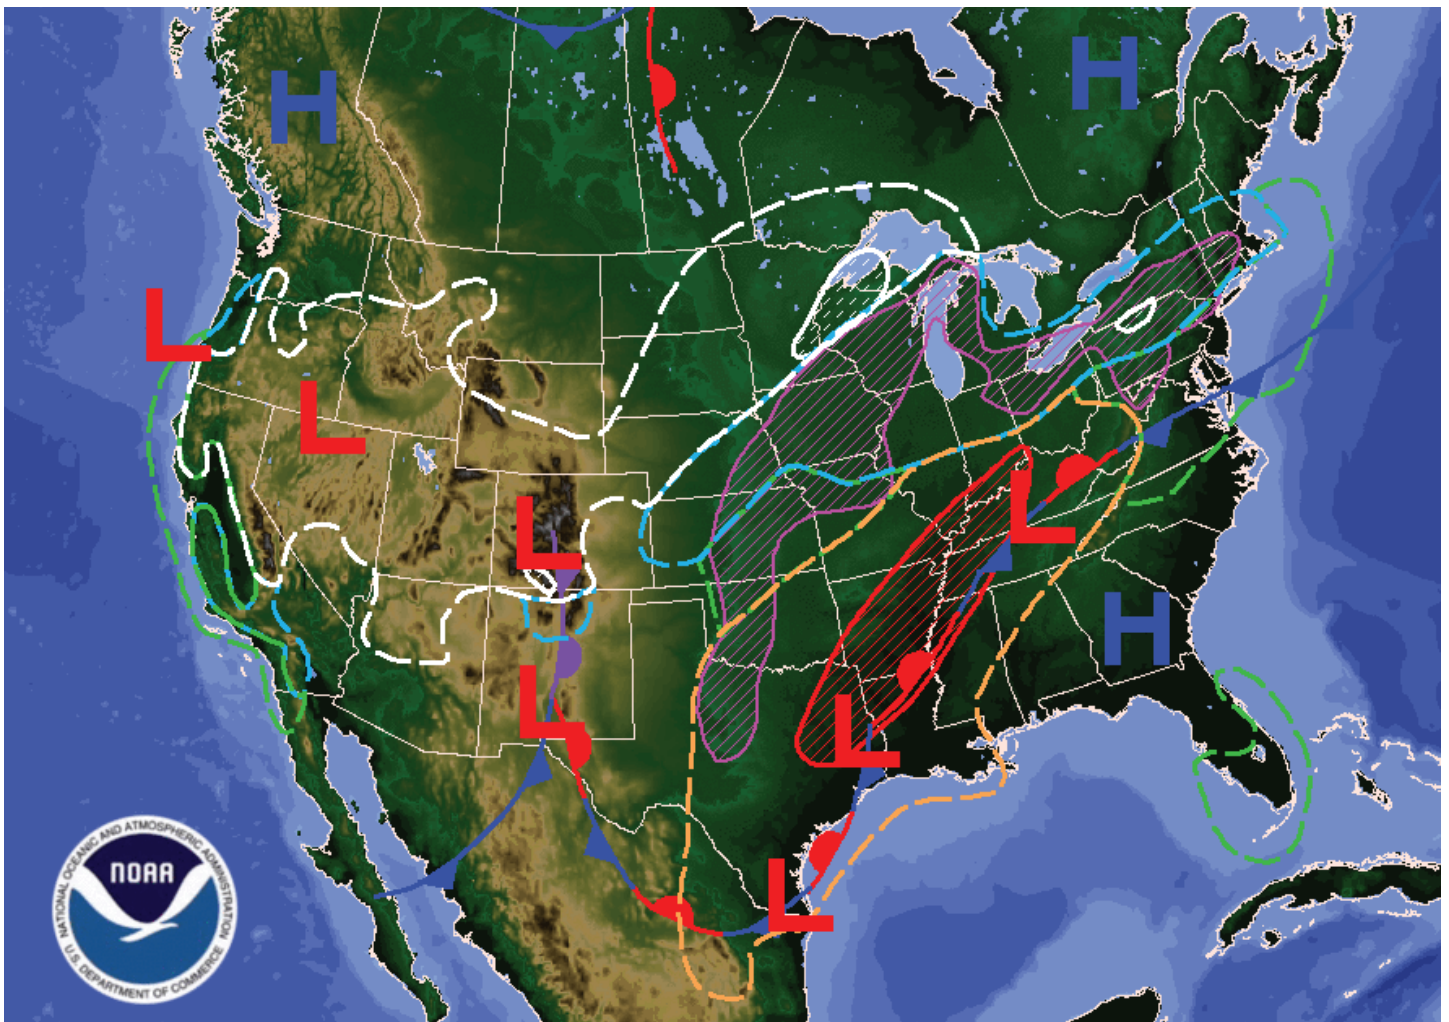 H
H
L
L
L
H
L
L
L
L
NATIONAL OCEANIC AND ATMOSPHERIC ADMINISTRATION
NOAA
U.S. DEPARTMENT OF COMMERCE